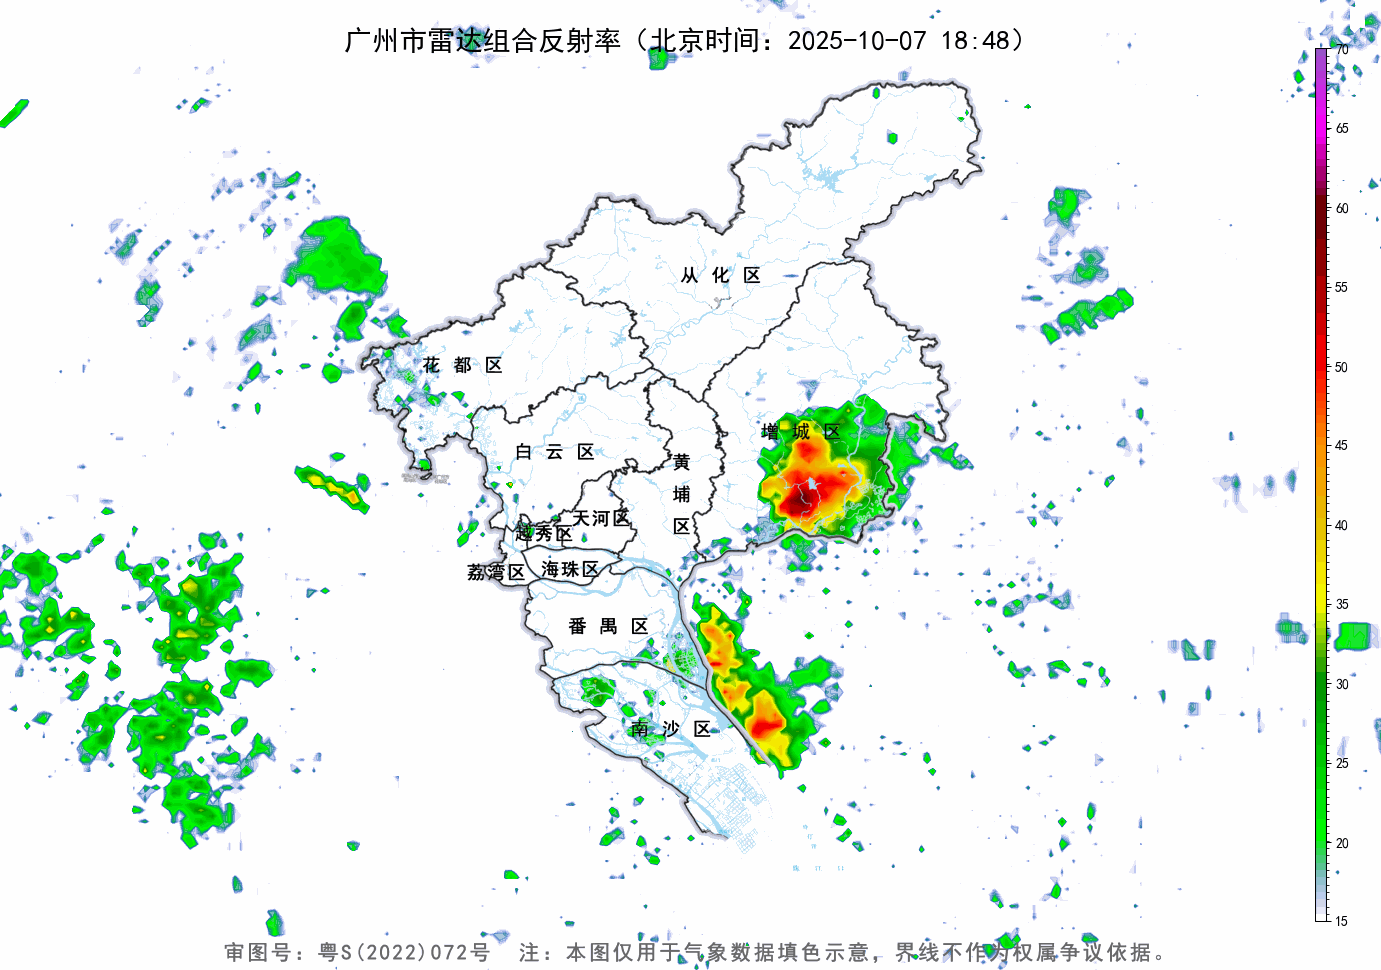 广州市雷达组合反射率（北京时间：2025-10-07 18:48）
70
65
60
55
50
45
40
35
30
25
20
15
从化区
花都区
增城区
白云区
黄埔区
天河区
越秀区
荔湾区
海珠区
番禺区
南沙区
审图号：粤S(2022)072号 注：本图仅用于气象数据填色示意，界线不作为权属争议依据。